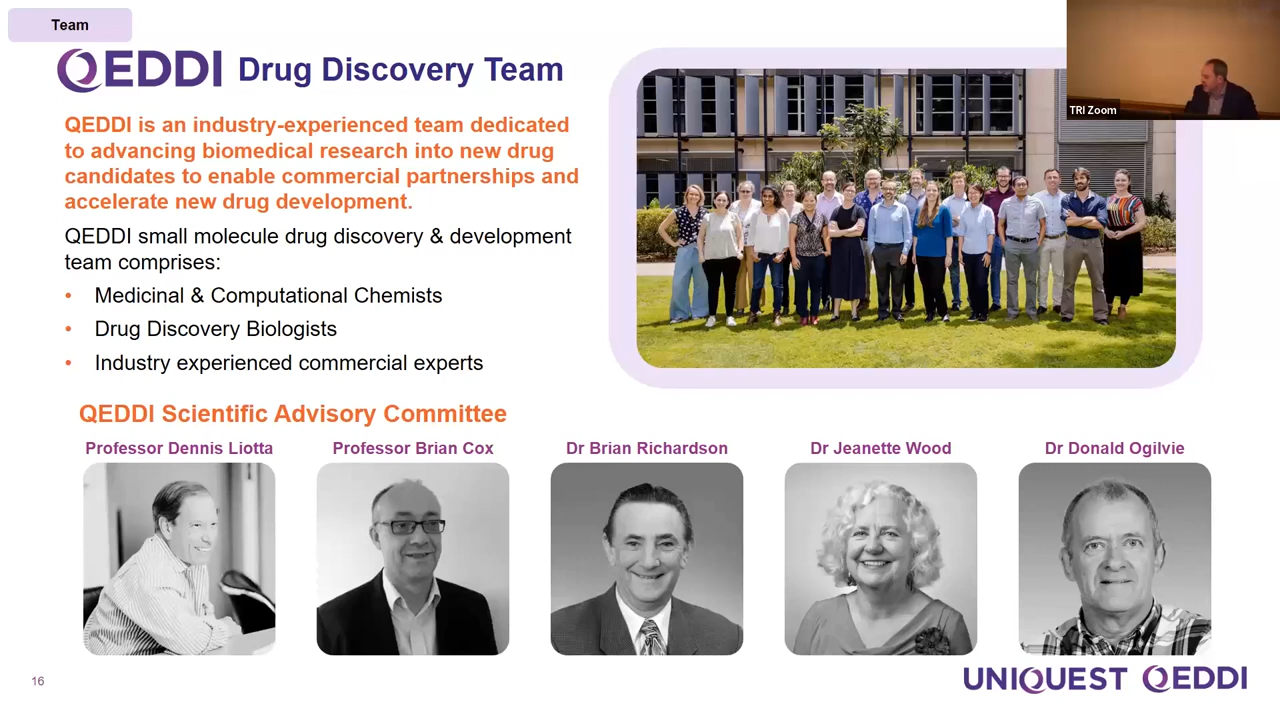 Team
QEDDI Drug Discovery Team
TRI Zoom
QEDDI is an industry-experienced team dedicated
to advancing biomedical research into new drug
candidates to enable commercial partnerships and
accelerate new drug development.
QEDDI small molecule drug discovery & development
team comprises:
• Medicinal & Computational Chemists
• Drug Discovery Biologists
• Industry experienced commercial experts
QEDDI Scientific Advisory Committee
Professor Dennis Liotta
Professor Brian Cox
Dr Brian Richardson
Dr Jeanette Wood
Dr Donald Ogilvie
16
UNIQUEST QEDDI